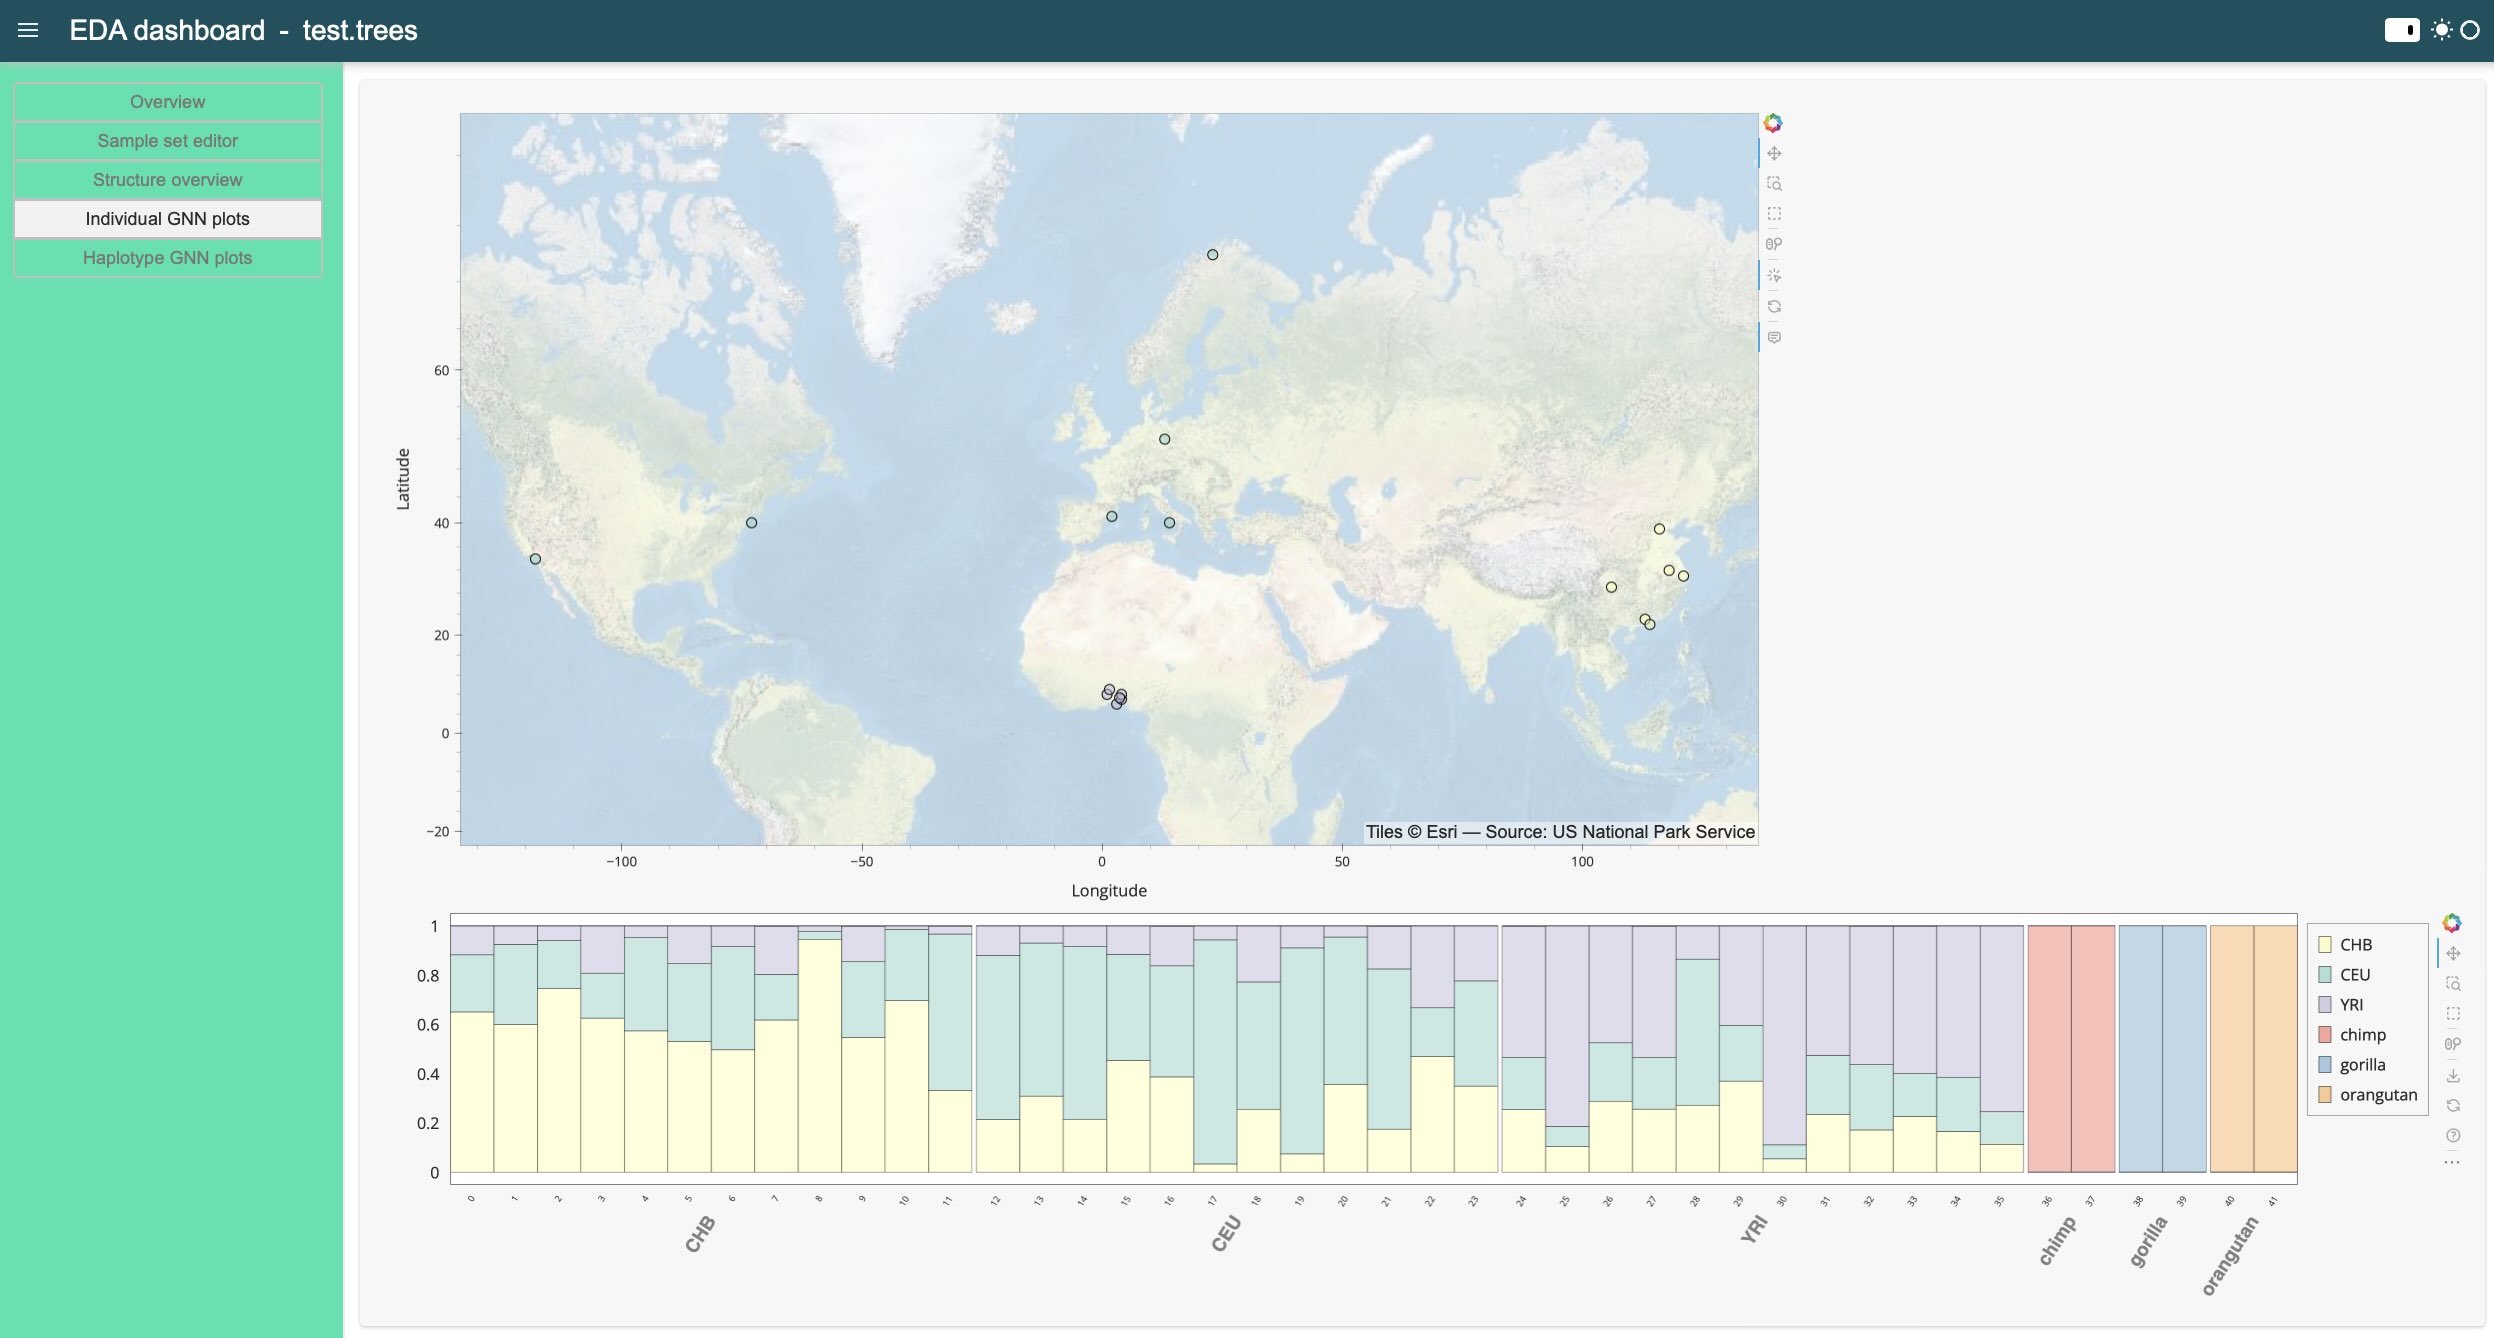 EDA dashboard - test.trees
Overview
Sample set editor
Structure overview
Individual GNN plots
Haplotype GNN plots
Latitude
60
40
20
0
−20
Tiles © Esri — Source: US National Park Service
−100 −50 0 50 100
Longitude
1
0.8
0.6
0.4
0.2
0
CHB
CEU
YRI
chimp
gorilla
orangutan
0 1 2 3 4 5 6 7 8 9 10 11 12 13 14 15 16 17 18 19 20 21 22 23 24 25 26 27 28 29 30 31 32 33 34 35 36 37 38 39 40 41
CHB CEU YRI chimp gorilla orangutan